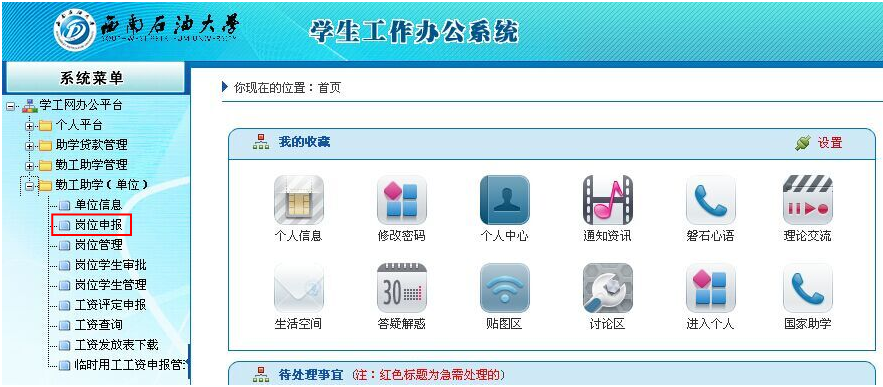 西南石油大学
SOUTHWEST PETROLEUM UNIVERSITY
学生工作办公系统
系统菜单
学工网办公平台
个人平台
助学贷款管理
勤工助学管理
勤工助学(单位)
单位信息
岗位申报
岗位管理
岗位学生审批
岗位学生管理
工资评定申报
工资查询
工资发放表下载
临时用工工资申报管
你现在的位置:首页
我的收藏
设置
个人信息 修改密码 个人中心 通知资讯 磐石心语 理论交流
30
生活空间 答疑解惑 贴图区 讨论区 进入个人 国家助学
待处理事宜 (注:红色标题为急需处理的)